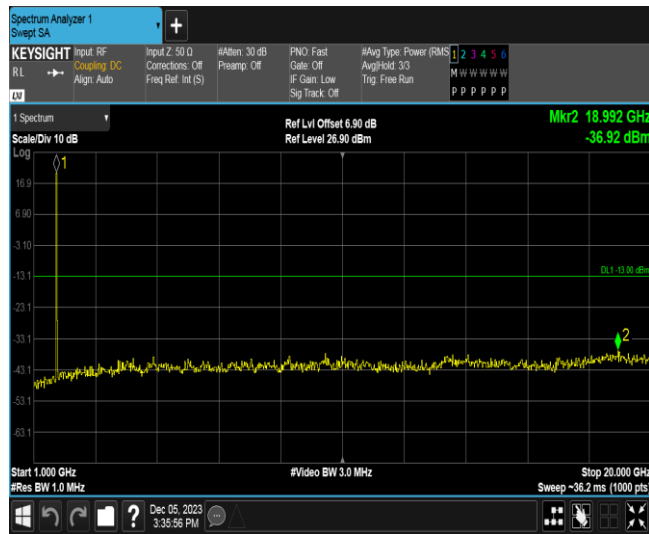 Spectrum Analyzer 1
Swept SA
+
KEYSIGHT
RL
LXI
Input: RF
Coupling: DC
Align: Auto
Input Z: 50 Ω
Corrections: Off
Freq Ref: Int (S)
#Atten: 30 dB
Preamp: Off
PNO: Fast
Gate: Off
IF Gain: Low
Sig Track: Off
#Avg Type: Power (RMS
Avg|Hold: 3/3
Trig: Free Run
1 2 3 4 5 6
M W W W W W
P P P P P P
1 Spectrum
Scale/Div 10 dB
Ref Lvl Offset 6.90 dB
Ref Level 26.90 dBm
Mkr2 18.992 GHz
-36.92 dBm
Log
1
16.9
6.90
-3.10
-13.1
DL1 -13.00 dBm
-23.1
-33.1
2
-43.1
-53.1
-63.1
Start 1.000 GHz
#Res BW 1.0 MHz
#Video BW 3.0 MHz
Stop 20.000 GHz
Sweep ~36.2 ms (1000 pts
?
Dec 05, 2023
3:35:56 PM